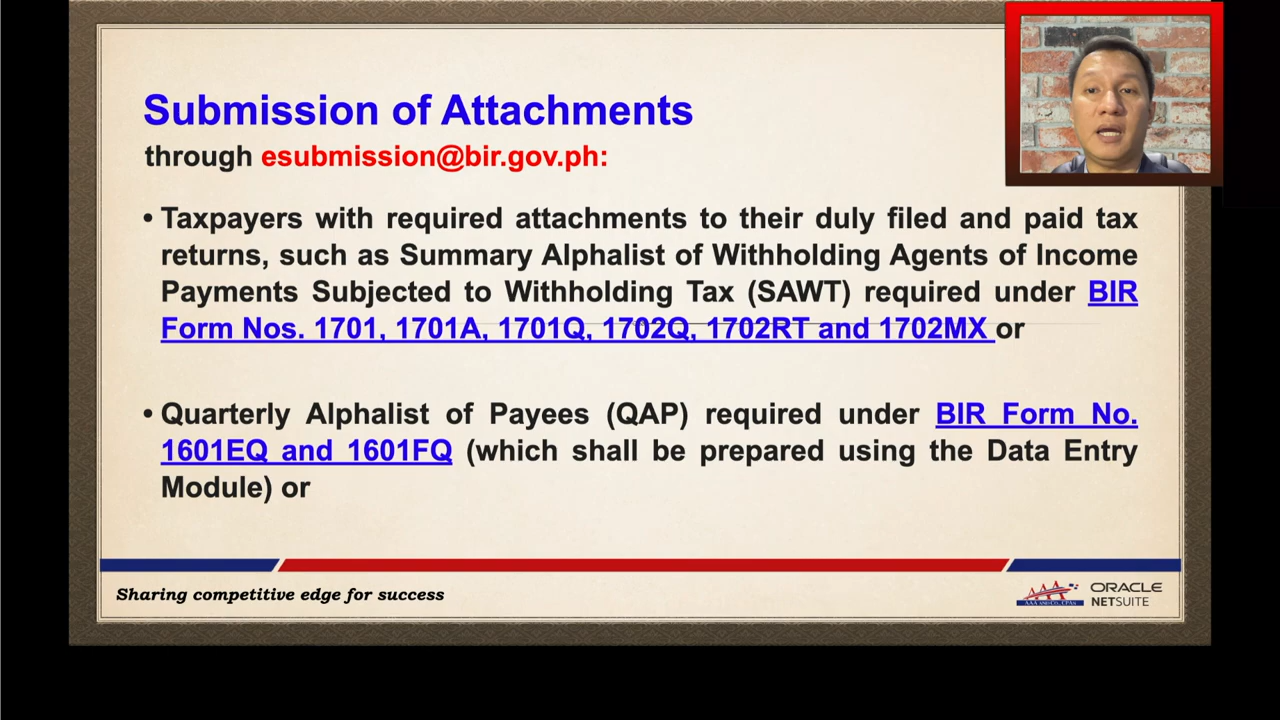 Submission of Attachments
through esubmission@bir.gov.ph:
• Taxpayers with required attachments to their duly filed and paid tax
returns, such as Summary Alphalist of Withholding Agents of Income
Payments Subjected to Withholding Tax (SAWT) required under BIR
Form Nos. 1701, 1701A, 1701Q, 1702Q, 1702RT and 1702MX or
• Quarterly Alphalist of Payees (QAP) required under BIR Form No.
1601EQ and 1601FQ (which shall be prepared using the Data Entry
Module) or
Sharing competitive edge for success
AAA AND CO., CPAs
ORACLE
NETSUITE